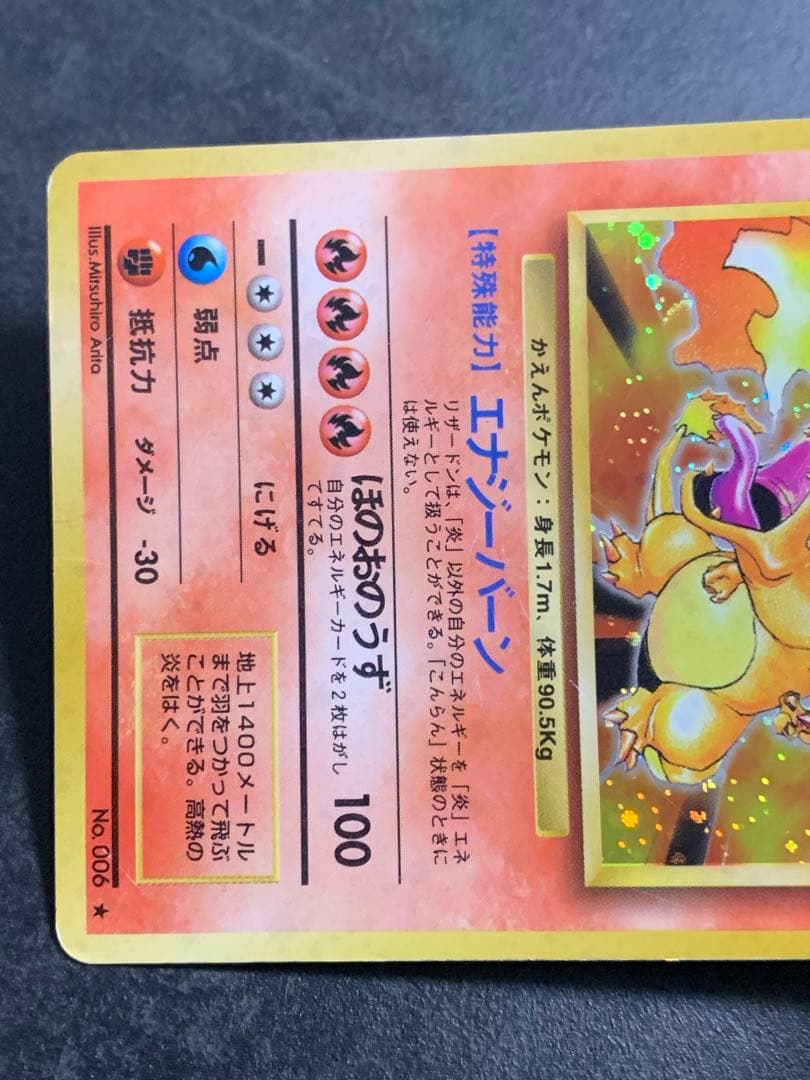 かえんポケモン：身長1.7m、体重90.5Kg
【特殊能力】エナジーバーン
リザードンは、「炎」以外の自分のエネルギーを「炎」エネ
ルギーとして扱うことができる。「こんらん」状態のときに
は使えない。
ほのおのうず 100
自分のエネルギーカードを2枚はがし
てすてる。
にげる
弱点
抵抗力 ダメージ -30
地上1400メートル
まで羽をつかって飛ぶ
ことができる。高熱の
炎をはく。
Illus.Mitsuhiro Arita
No. 006 ★